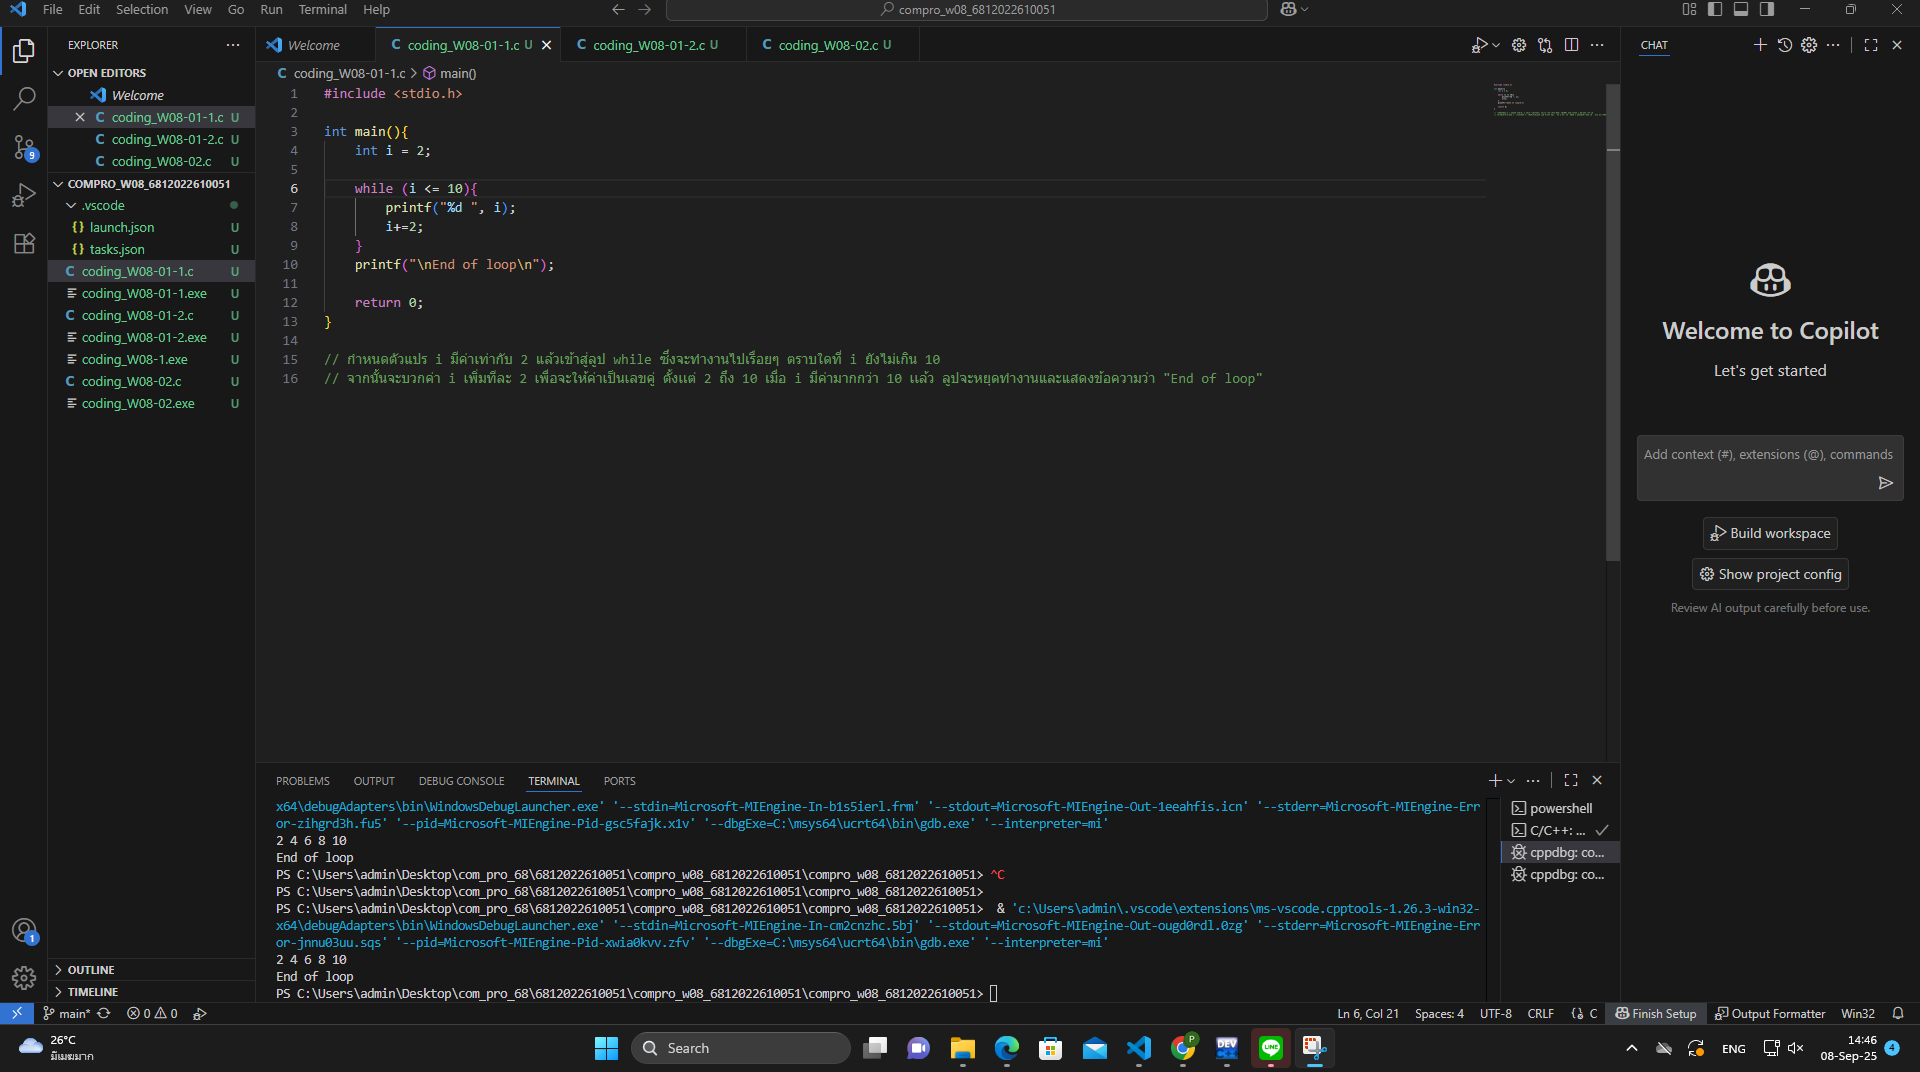 File Edit Selection View Go Run Terminal Help
compro_w08_6812022610051
EXPLORER
OPEN EDITORS
Welcome
coding_W08-01-1.c U
coding_W08-01-2.c U
coding_W08-02.c U
COMPRO_W08_6812022610051
.vscode
launch.json U
tasks.json U
coding_W08-01-1.c U
coding_W08-01-1.exe U
coding_W08-01-2.c U
coding_W08-01-2.exe U
coding_W08-1.exe U
coding_W08-02.c U
coding_W08-02.exe U
OUTLINE
TIMELINE
Welcome
coding_W08-01-1.c U
coding_W08-01-2.c U
coding_W08-02.c U
coding_W08-01-1.c > main()
1 #include <stdio.h>
2
3 int main(){
4 int i = 2;
5
6 while (i <= 10){
7 printf("%d ", i);
8 i+=2;
9 }
10 printf("\nEnd of loop\n");
11
12 return 0;
13 }
14
15 // กำหนดตัวแปร i มีค่าเท่ากับ 2 แล้วเข้าสู่ลูป while ซึ่งจะทำงานไปเรื่อยๆ ตราบใดที่ i ยังไม่เกิน 10
16 // จากนั้นจะบวกค่า i เพิ่มทีละ 2 เพื่อจะให้ค่าเป็นเลขคู่ ตั้งแต่ 2 ถึง 10 เมื่อ i มีค่ามากกว่า 10 แล้ว ลูปจะหยุดทำงานและแสดงข้อความว่า "End of loop"
PROBLEMS OUTPUT DEBUG CONSOLE TERMINAL PORTS
x64\debugAdapters\bin\WindowsDebugLauncher.exe' '--stdin=Microsoft-MIEngine-In-b1s5ierl.frm' '--stdout=Microsoft-MIEngine-Out-1eeahfis.icn' '--stderr=Microsoft-MIEngine-Err
or-zihgrd3h.fu5' '--pid=Microsoft-MIEngine-Pid-gsc5fajk.x1v' '--dbgExe=C:\msys64\ucrt64\bin\gdb.exe' '--interpreter=mi'
2 4 6 8 10
End of loop
PS C:\Users\admin\Desktop\com_pro_68\6812022610051\compro_w08_6812022610051\compro_w08_6812022610051> ^C
PS C:\Users\admin\Desktop\com_pro_68\6812022610051\compro_w08_6812022610051\compro_w08_6812022610051>
PS C:\Users\admin\Desktop\com_pro_68\6812022610051\compro_w08_6812022610051\compro_w08_6812022610051> & 'c:\Users\admin\.vscode\extensions\ms-vscode.cpptools-1.26.3-win32-
x64\debugAdapters\bin\WindowsDebugLauncher.exe' '--stdin=Microsoft-MIEngine-In-cm2cnzhc.5bj' '--stdout=Microsoft-MIEngine-Out-ougd0rdl.0zg' '--stderr=Microsoft-MIEngine-Err
or-jnnu03uu.sqs' '--pid=Microsoft-MIEngine-Pid-xwia0kvv.zfv' '--dbgExe=C:\msys64\ucrt64\bin\gdb.exe' '--interpreter=mi'
2 4 6 8 10
End of loop
PS C:\Users\admin\Desktop\com_pro_68\6812022610051\compro_w08_6812022610051\compro_w08_6812022610051>
powershell
C/C++: ...
cppdbg: co...
cppdbg: co...
CHAT
Welcome to Copilot
Let's get started
Add context (#), extensions (@), commands
Build workspace
Show project config
Review AI output carefully before use.
9
1
main* 0 0
Ln 6, Col 21 Spaces: 4 UTF-8 CRLF {} C Finish Setup Output Formatter Win32
26°C
มีเมฆมาก
Search
DEV
P
ENG
14:46
08-Sep-25
4